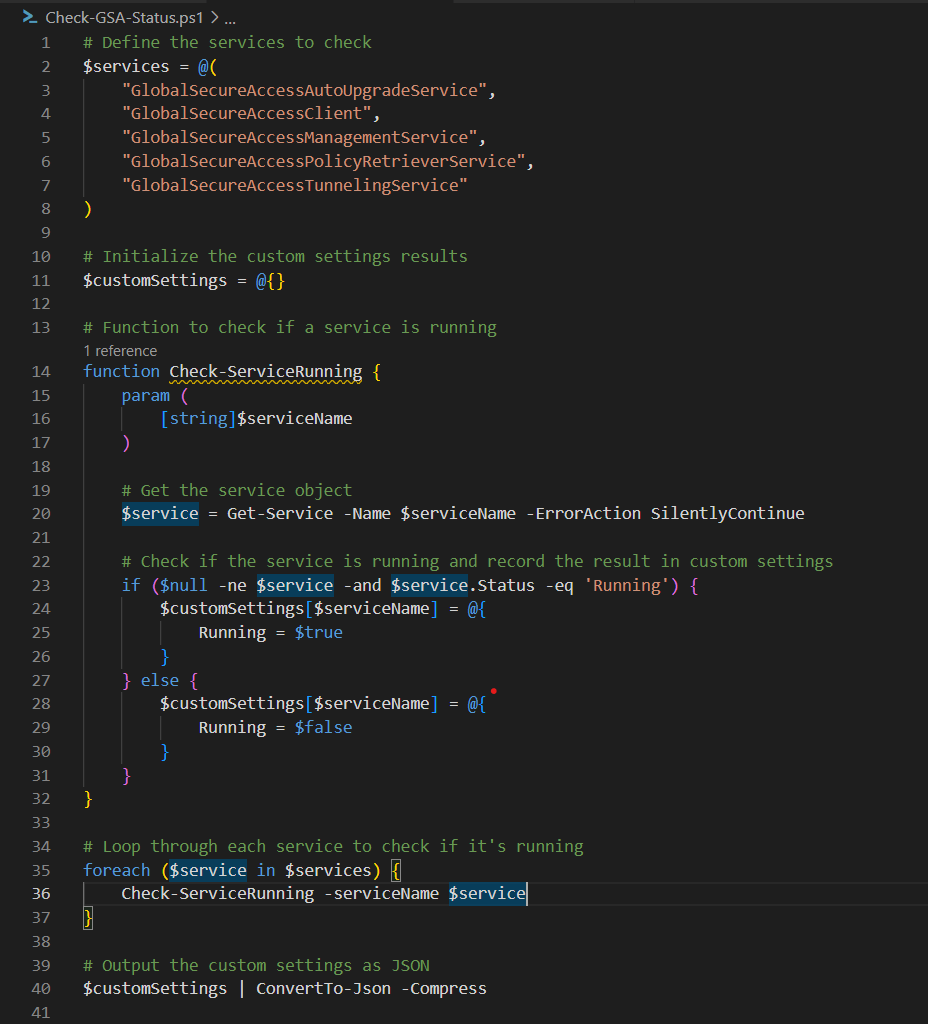 Check-GSA-Status.ps1 > ...
1 # Define the services to check
2 $services = @(
3     "GlobalSecureAccessAutoUpgradeService",
4     "GlobalSecureAccessClient",
5     "GlobalSecureAccessManagementService",
6     "GlobalSecureAccessPolicyRetrieverService",
7     "GlobalSecureAccessTunnelingService"
8 )
9
10 # Initialize the custom settings results
11 $customSettings = @{}
12
13 # Function to check if a service is running
1 reference
14 function Check-ServiceRunning {
15     param (
16         [string]$serviceName
17     )
18
19     # Get the service object
20     $service = Get-Service -Name $serviceName -ErrorAction SilentlyContinue
21
22     # Check if the service is running and record the result in custom settings
23     if ($null -ne $service -and $service.Status -eq 'Running') {
24         $customSettings[$serviceName] = @{
25             Running = $true
26         }
27     } else {
28         $customSettings[$serviceName] = @{
29             Running = $false
30         }
31     }
32 }
33
34 # Loop through each service to check if it's running
35 foreach ($service in $services) {
36     Check-ServiceRunning -serviceName $service
37 }
38
39 # Output the custom settings as JSON
40 $customSettings | ConvertTo-Json -Compress
41